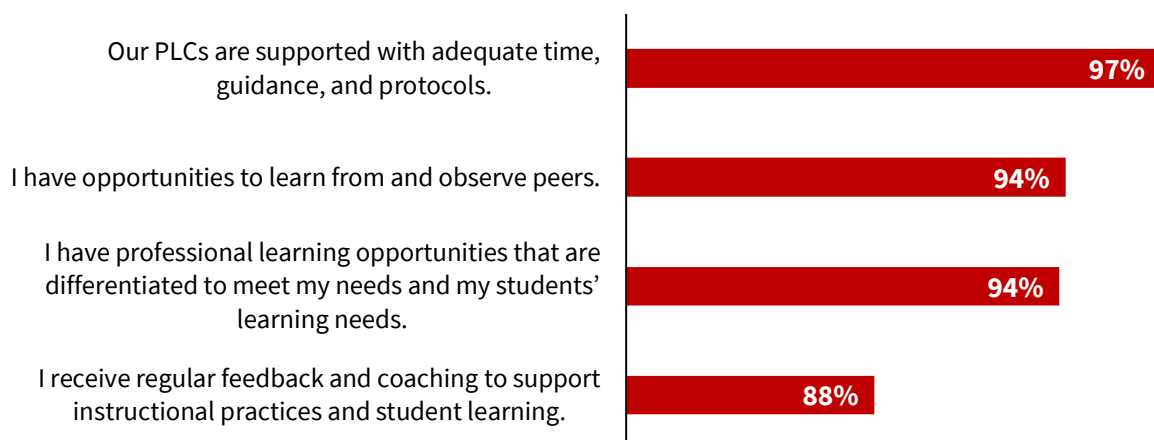 Our PLCs are supported with adequate time,
guidance, and protocols.
97%
I have opportunities to learn from and observe peers.
94%
I have professional learning opportunities that are
differentiated to meet my needs and my students’
learning needs.
94%
I receive regular feedback and coaching to support
instructional practices and student learning.
88%